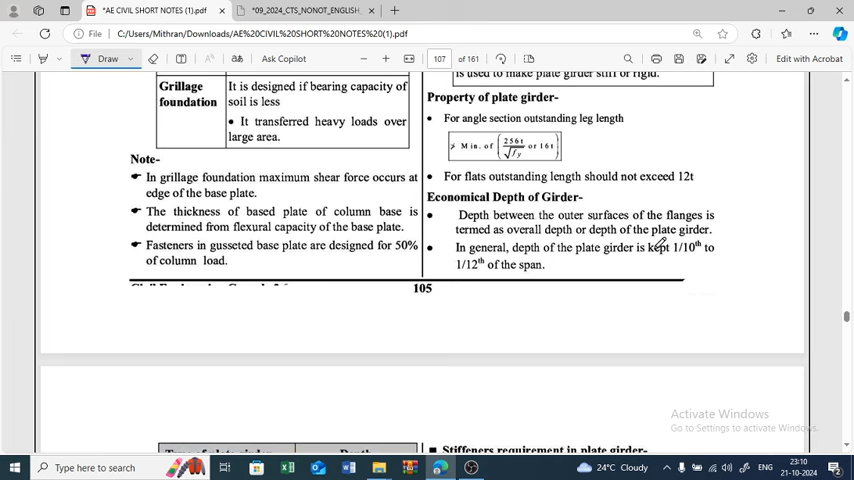 *AE CIVIL SHORT NOTES (1).pdf
*09_2024_CTS_NONOT_ENGLISH_
File
C:/Users/Mithran/Downloads/AE%20CIVIL%20SHORT%20NOTES%20(1).pdf
Draw
Ask Copilot
107 of 161
Edit with Acrobat
Grillage foundation
It is designed if bearing capacity of
soil is less
• It transferred heavy loads over
large area.
Note-
In grillage foundation maximum shear force occurs at
edge of the base plate.
The thickness of based plate of column base is
determined from flexural capacity of the base plate.
Fasteners in gusseted base plate are designed for 50%
of column load.
is used to make plate girder stiff or rigid.
Property of plate girder-
• For angle section outstanding leg length
≯ Min. of (256t/√fy or 16t)
• For flats outstanding length should not exceed 12t
Economical Depth of Girder-
• Depth between the outer surfaces of the flanges is
termed as overall depth or depth of the plate girder.
• In general, depth of the plate girder is kept 1/10th to
1/12th of the span.
105
Type of plate girder
Depth
■ Stiffeners requirement in plate girder-
Activate Windows
Go to Settings to activate Windows.
Type here to search
24°C Cloudy
ENG
23:10
21-10-2024
2